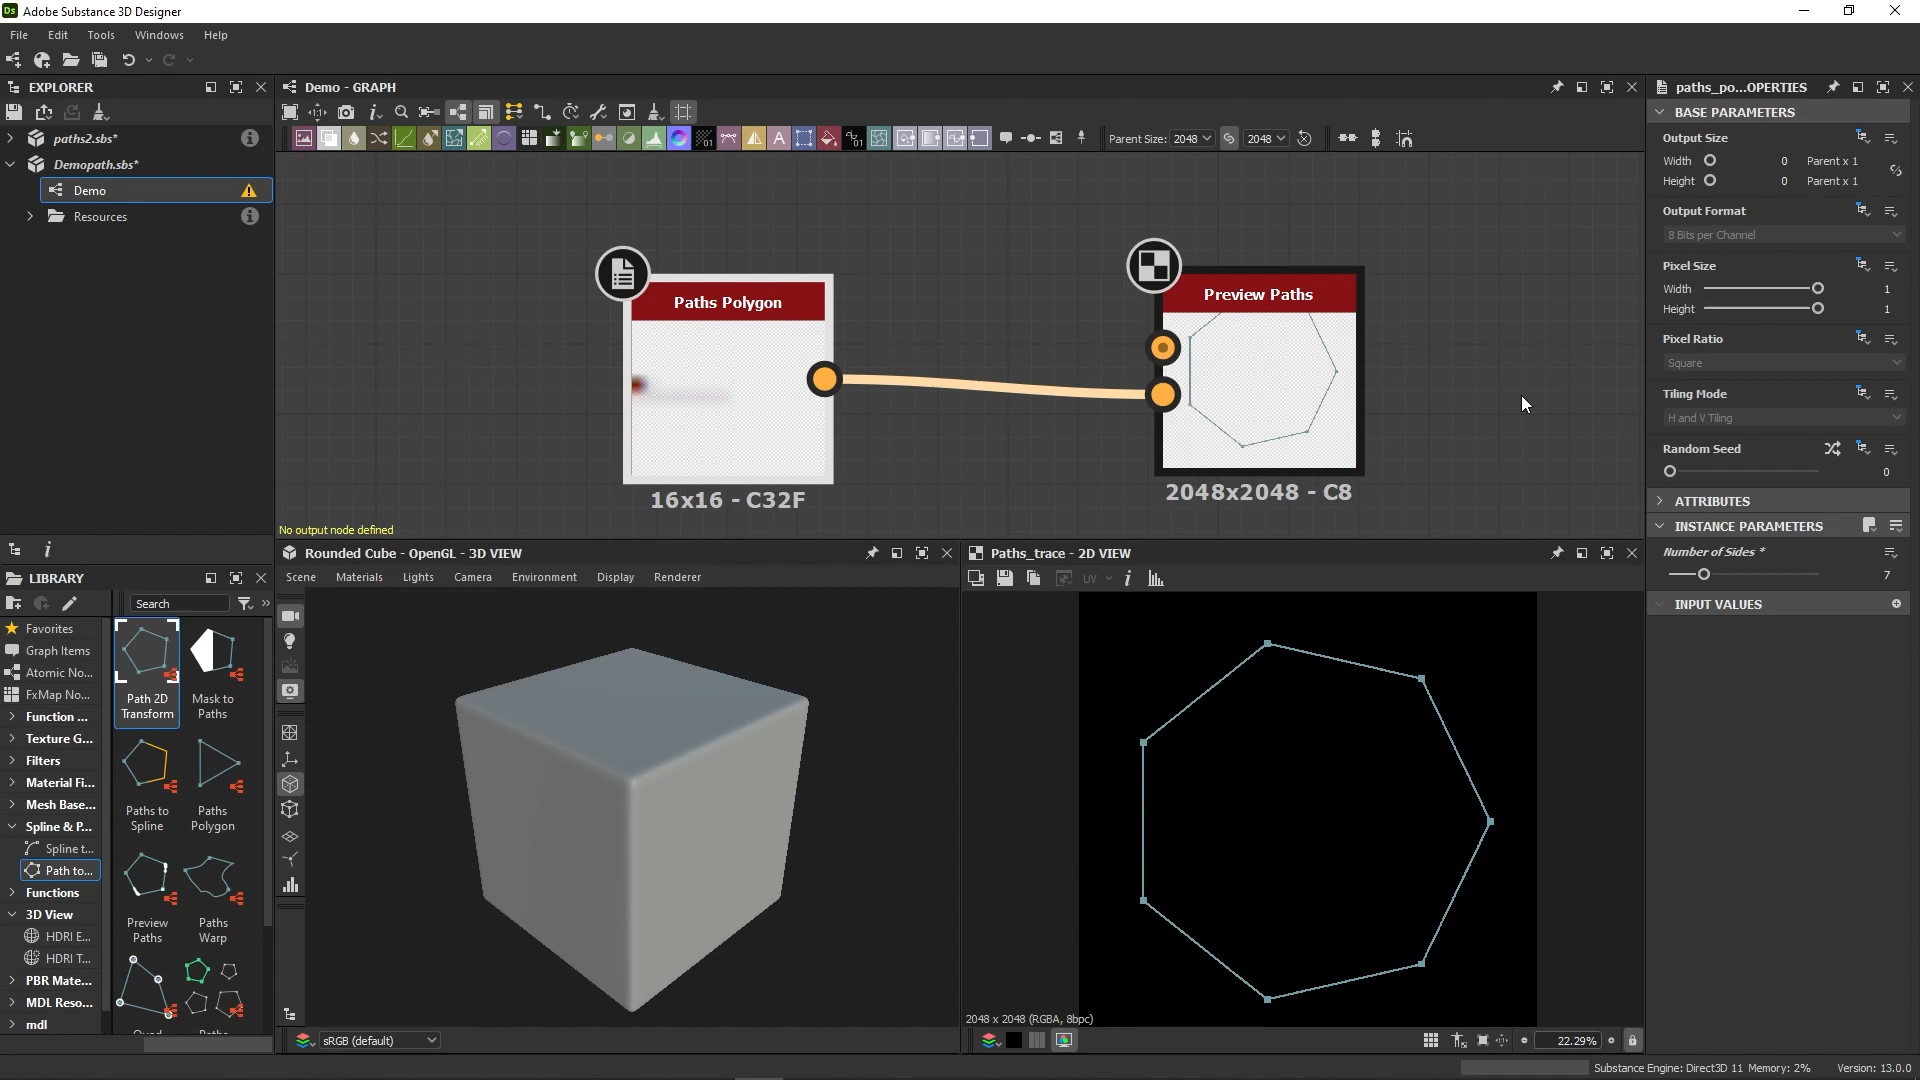 Ds Adobe Substance 3D Designer
File Edit Tools Windows Help
EXPLORER
paths2.sbs*
Demopath.sbs*
Demo
Resources
Demo - GRAPH
Parent Size: 2048 2048
Paths Polygon
16x16 - C32F
Preview Paths
2048x2048 - C8
No output node defined
LIBRARY
Search
Favorites
Graph Items
Atomic No...
FxMap No...
Function ...
Texture G...
Filters
Material Fi...
Mesh Base...
Spline & P...
Spline t...
Path to...
Functions
3D View
HDRI E...
HDRI T...
PBR Mate...
MDL Reso...
mdl
Path 2D Transform
Mask to Paths
Paths to Spline
Paths Polygon
Preview Paths
Paths Warp
Rounded Cube - OpenGL - 3D VIEW
Scene Materials Lights Camera Environment Display Renderer
sRGB (default)
Paths_trace - 2D VIEW
UV
2048 x 2048 (RGBA, 8bpc)
22.29%
paths_po...OPERTIES
BASE PARAMETERS
Output Size
Width 0 Parent x 1
Height 0 Parent x 1
Output Format
8 Bits per Channel
Pixel Size
Width 1
Height 1
Pixel Ratio
Square
Tiling Mode
H and V Tiling
Random Seed
0
ATTRIBUTES
INSTANCE PARAMETERS
Number of Sides *
7
INPUT VALUES
Substance Engine: Direct3D 11 Memory: 2% Version: 13.0.0